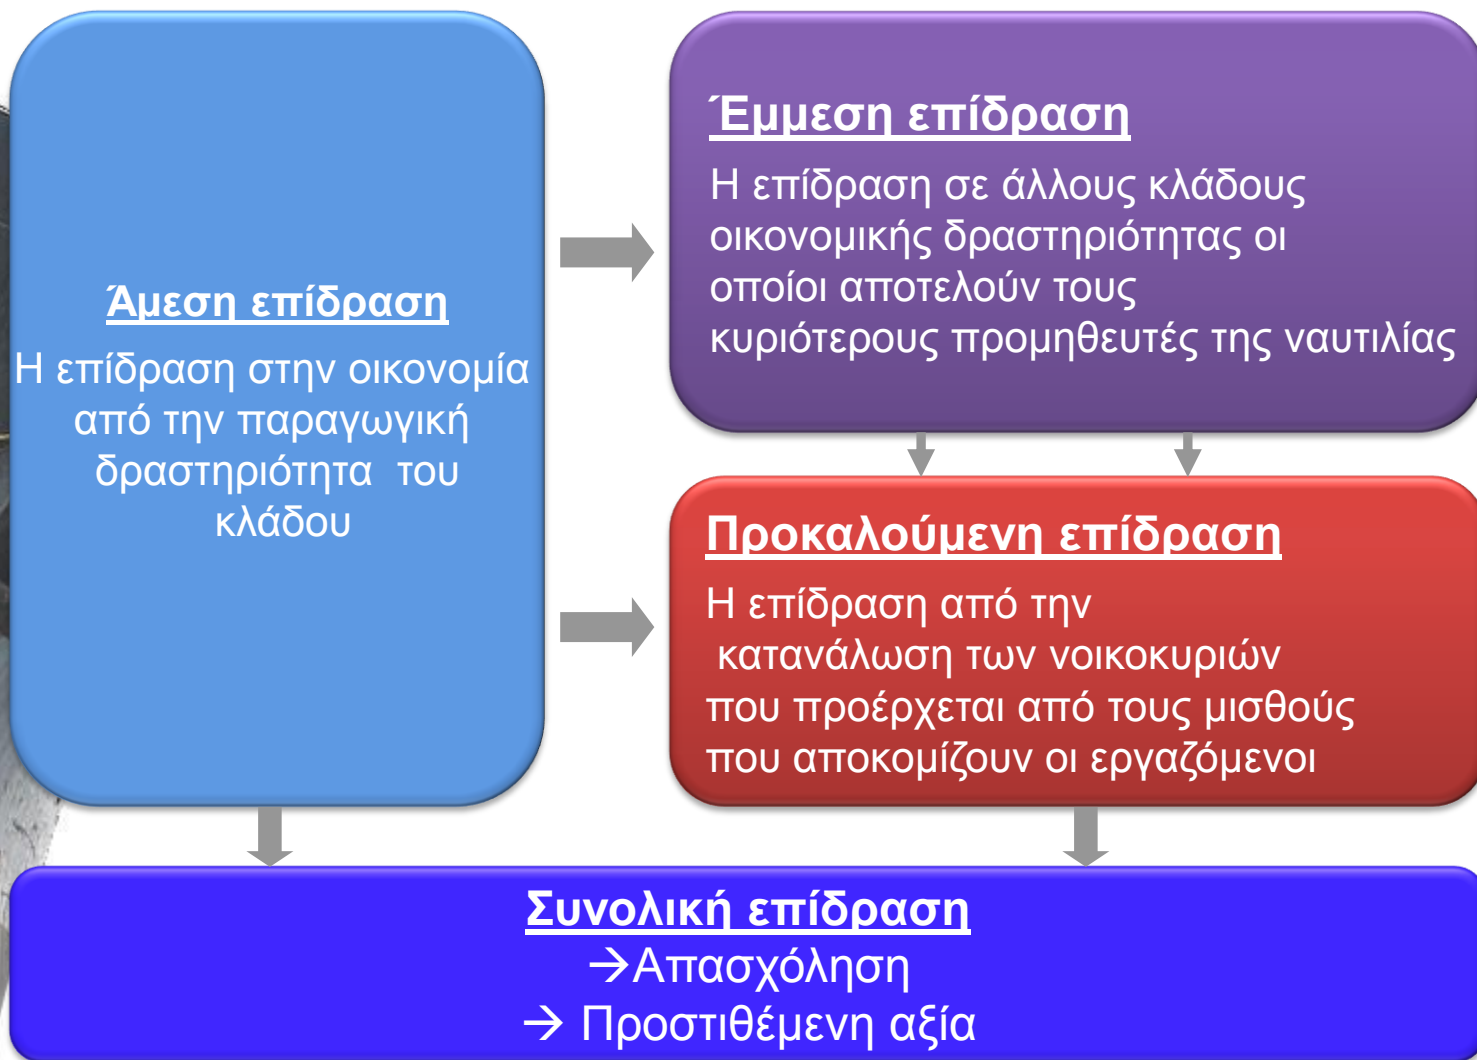 Άμεση επίδραση
Η επίδραση στην οικονομία
από την παραγωγική
δραστηριότητα του
κλάδου
Έμμεση επίδραση
Η επίδραση σε άλλους κλάδους
οικονομικής δραστηριότητας οι
οποίοι αποτελούν τους
κυριότερους προμηθευτές της ναυτιλίας
Προκαλούμενη επίδραση
Η επίδραση από την
κατανάλωση των νοικοκυριών
που προέρχεται από τους μισθούς
που αποκομίζουν οι εργαζόμενοι
Συνολική επίδραση
→Απασχόληση
→ Προστιθέμενη αξία